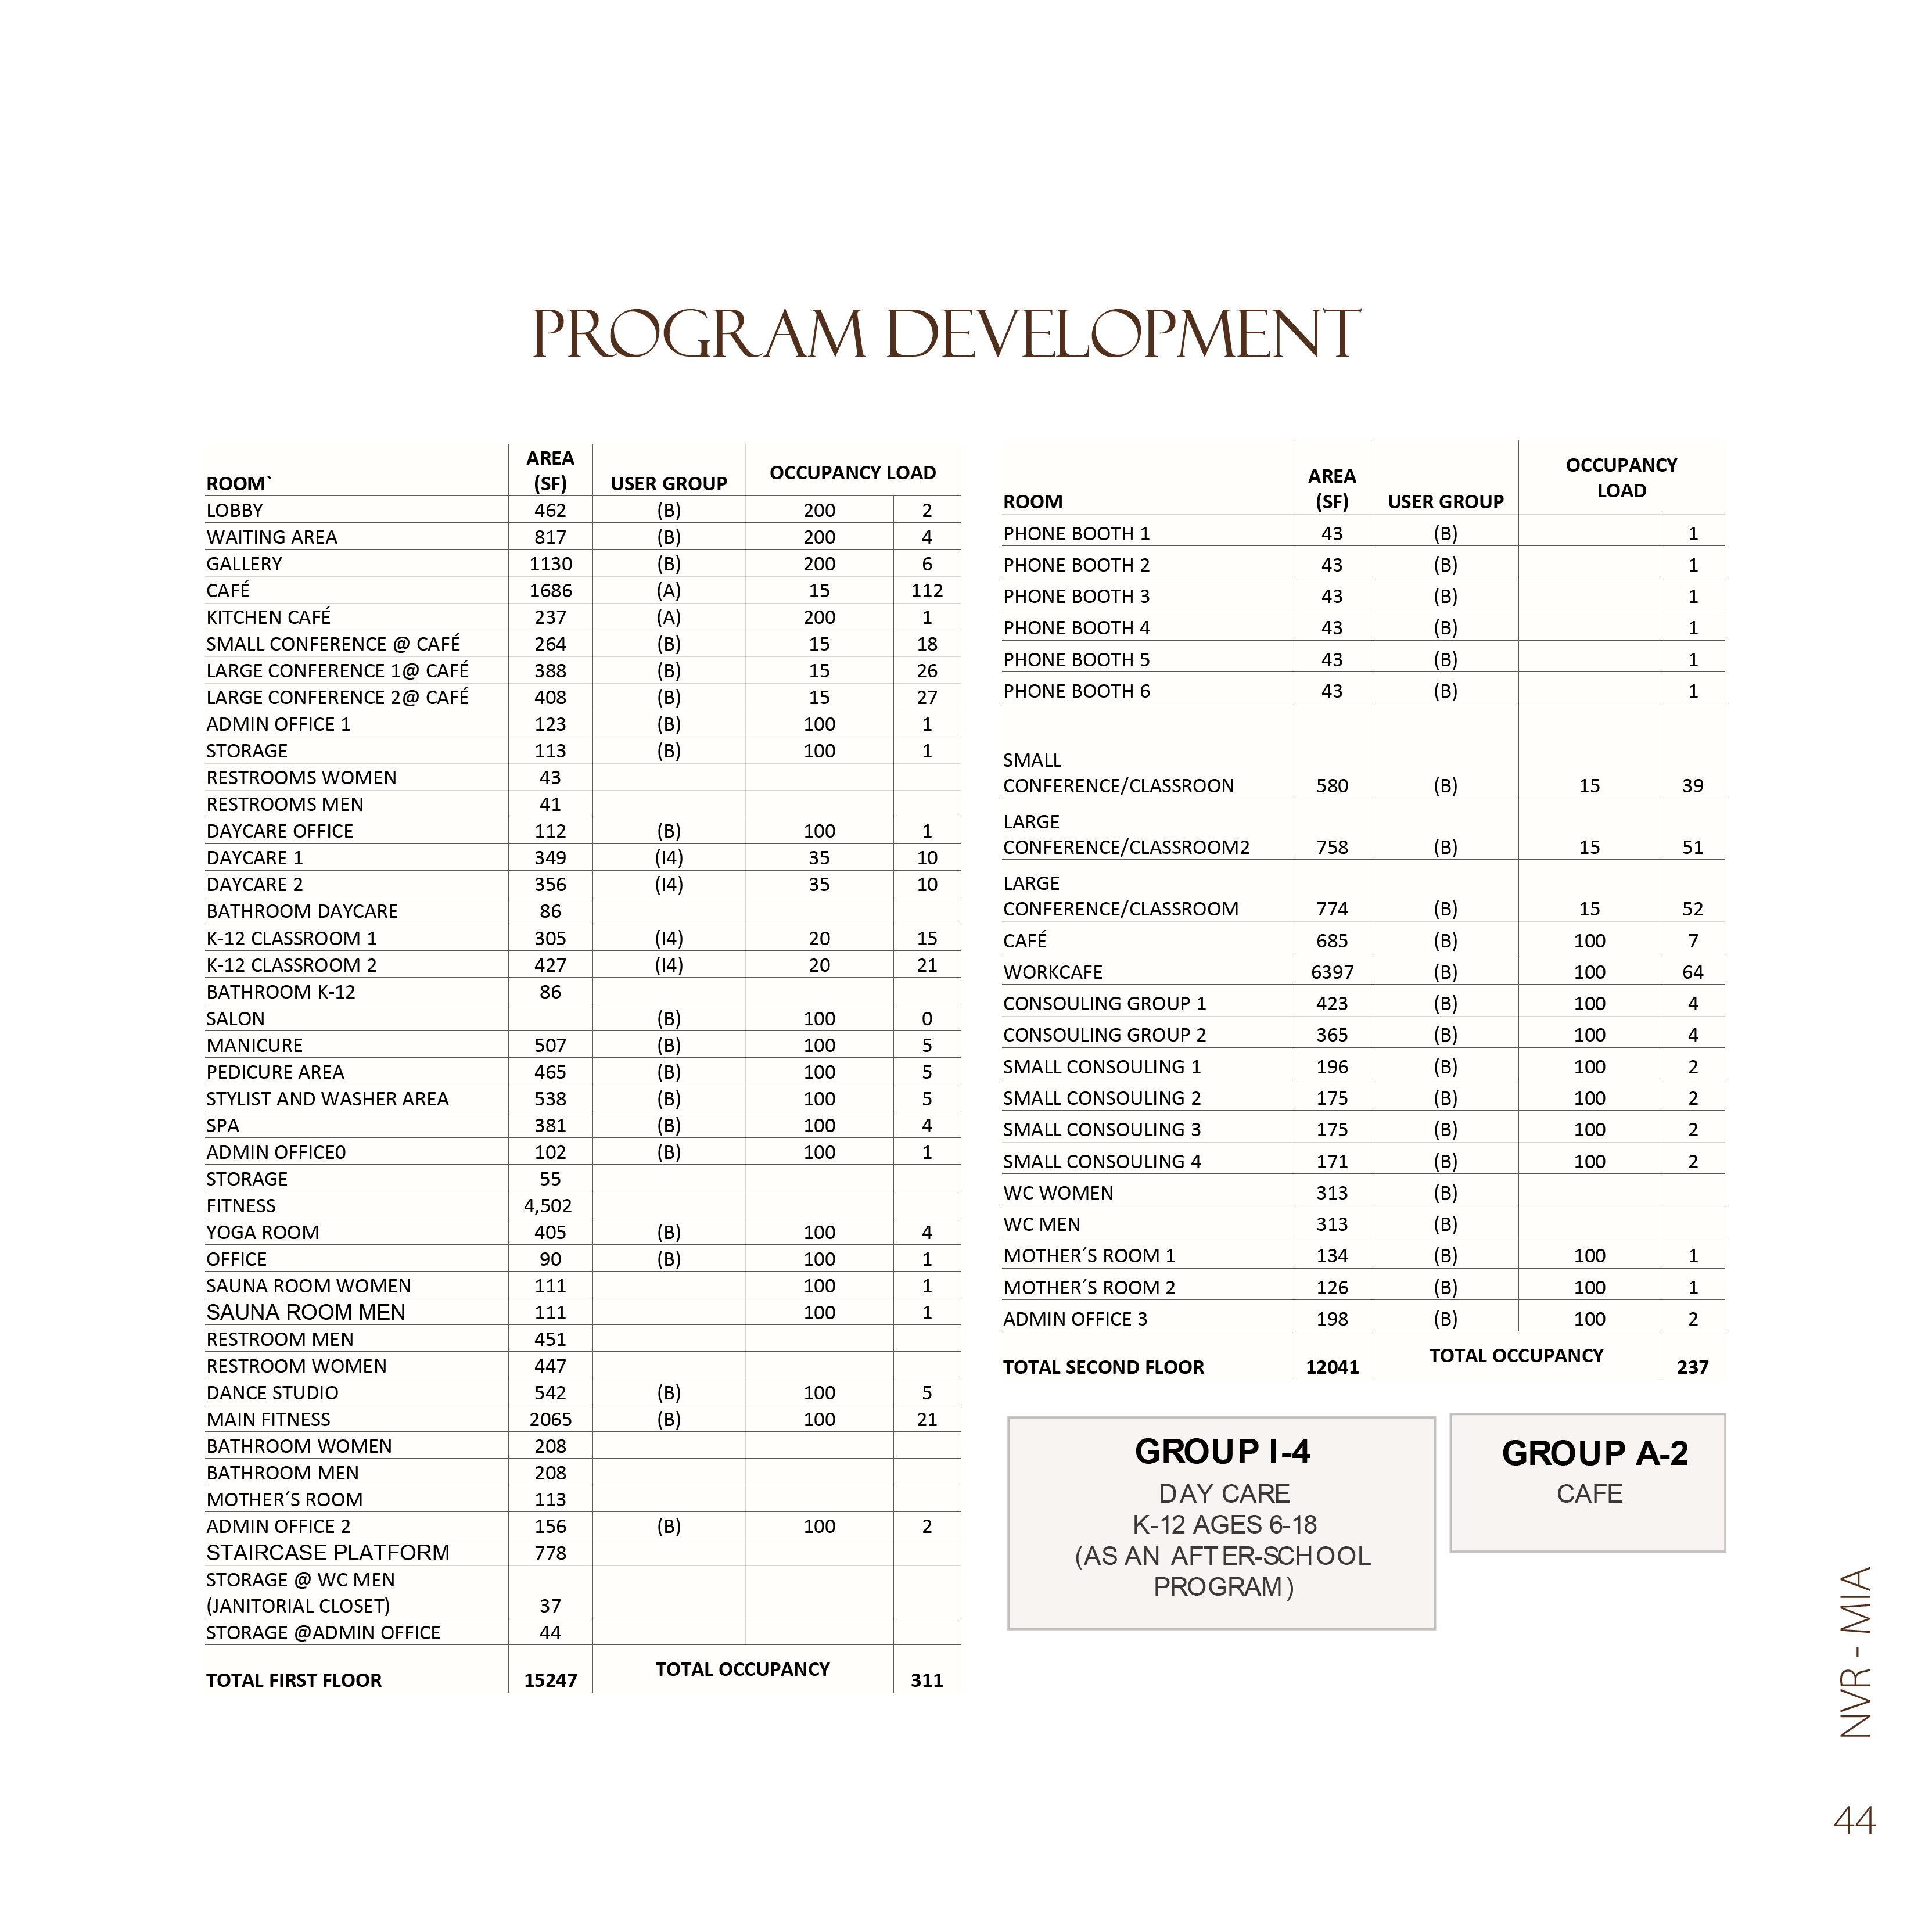 PROGRAM DEVELOPMENT
ROOM` AREA (SF) USER GROUP OCCUPANCY LOAD
LOBBY 462 (B) 200 2
WAITING AREA 817 (B) 200 4
GALLERY 1130 (B) 200 6
CAFÉ 1686 (A) 15 112
KITCHEN CAFÉ 237 (A) 200 1
SMALL CONFERENCE @ CAFÉ 264 (B) 15 18
LARGE CONFERENCE 1@ CAFÉ 388 (B) 15 26
LARGE CONFERENCE 2@ CAFÉ 408 (B) 15 27
ADMIN OFFICE 1 123 (B) 100 1
STORAGE 113 (B) 100 1
RESTROOMS WOMEN 43
RESTROOMS MEN 41
DAYCARE OFFICE 112 (B) 100 1
DAYCARE 1 349 (I4) 35 10
DAYCARE 2 356 (I4) 35 10
BATHROOM DAYCARE 86
K-12 CLASSROOM 1 305 (I4) 20 15
K-12 CLASSROOM 2 427 (I4) 20 21
BATHROOM K-12 86
SALON (B) 100 0
MANICURE 507 (B) 100 5
PEDICURE AREA 465 (B) 100 5
STYLIST AND WASHER AREA 538 (B) 100 5
SPA 381 (B) 100 4
ADMIN OFFICE0 102 (B) 100 1
STORAGE 55
FITNESS 4,502
YOGA ROOM 405 (B) 100 4
OFFICE 90 (B) 100 1
SAUNA ROOM WOMEN 111 100 1
SAUNA ROOM MEN 111 100 1
RESTROOM MEN 451
RESTROOM WOMEN 447
DANCE STUDIO 542 (B) 100 5
MAIN FITNESS 2065 (B) 100 21
BATHROOM WOMEN 208
BATHROOM MEN 208
MOTHER´S ROOM 113
ADMIN OFFICE 2 156 (B) 100 2
STAIRCASE PLATFORM 778
STORAGE @ WC MEN
(JANITORIAL CLOSET) 37
STORAGE @ADMIN OFFICE 44
TOTAL FIRST FLOOR 15247 TOTAL OCCUPANCY 311
ROOM AREA (SF) USER GROUP OCCUPANCY LOAD
PHONE BOOTH 1 43 (B) 1
PHONE BOOTH 2 43 (B) 1
PHONE BOOTH 3 43 (B) 1
PHONE BOOTH 4 43 (B) 1
PHONE BOOTH 5 43 (B) 1
PHONE BOOTH 6 43 (B) 1
SMALL
CONFERENCE/CLASSROON 580 (B) 15 39
LARGE
CONFERENCE/CLASSROOM2 758 (B) 15 51
LARGE
CONFERENCE/CLASSROOM 774 (B) 15 52
CAFÉ 685 (B) 100 7
WORKCAFE 6397 (B) 100 64
CONSOULING GROUP 1 423 (B) 100 4
CONSOULING GROUP 2 365 (B) 100 4
SMALL CONSOULING 1 196 (B) 100 2
SMALL CONSOULING 2 175 (B) 100 2
SMALL CONSOULING 3 175 (B) 100 2
SMALL CONSOULING 4 171 (B) 100 2
WC WOMEN 313 (B)
WC MEN 313 (B)
MOTHER´S ROOM 1 134 (B) 100 1
MOTHER´S ROOM 2 126 (B) 100 1
ADMIN OFFICE 3 198 (B) 100 2
TOTAL SECOND FLOOR 12041 TOTAL OCCUPANCY 237
GROUP I-4
DAY CARE
K-12 AGES 6-18
(AS AN AFTER-SCHOOL
PROGRAM)
GROUP A-2
CAFE
NVR - MIA
44